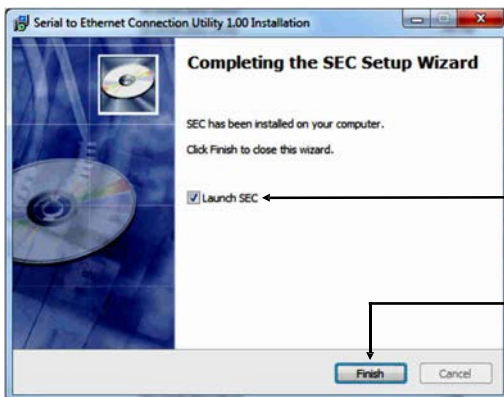 Serial to Ethernet Connection Utility 1.00 Installation
Completing the SEC Setup Wizard
SEC has been installed on your computer.
Click Finish to close this wizard.
Launch SEC
Finish
Cancel